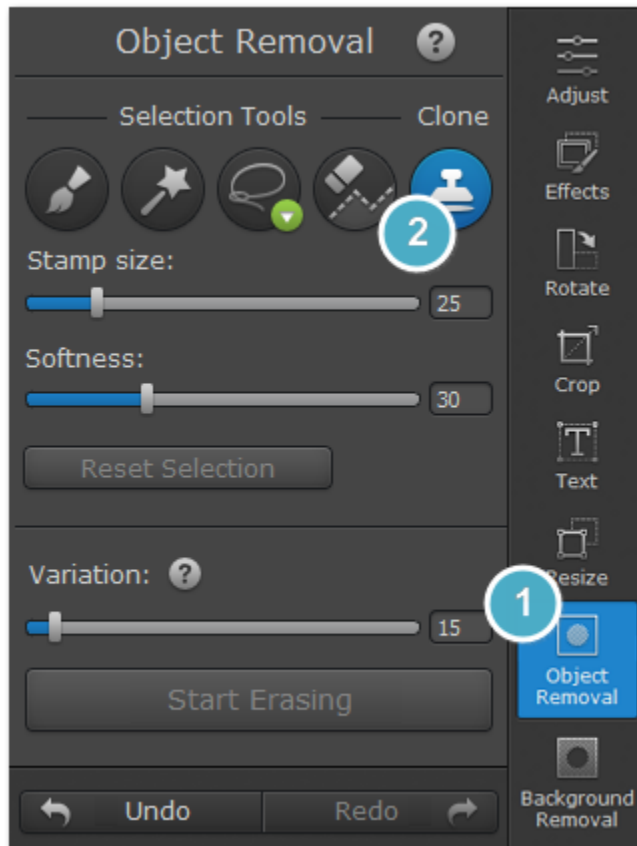 Object Removal ?
Selection Tools Clone
2
Stamp size:
25
Softness:
30
Reset Selection
Variation: ?
15
Start Erasing
Undo Redo
Adjust
Effects
Rotate
Crop
T
Text
Resize
1
Object
Removal
Background
Removal